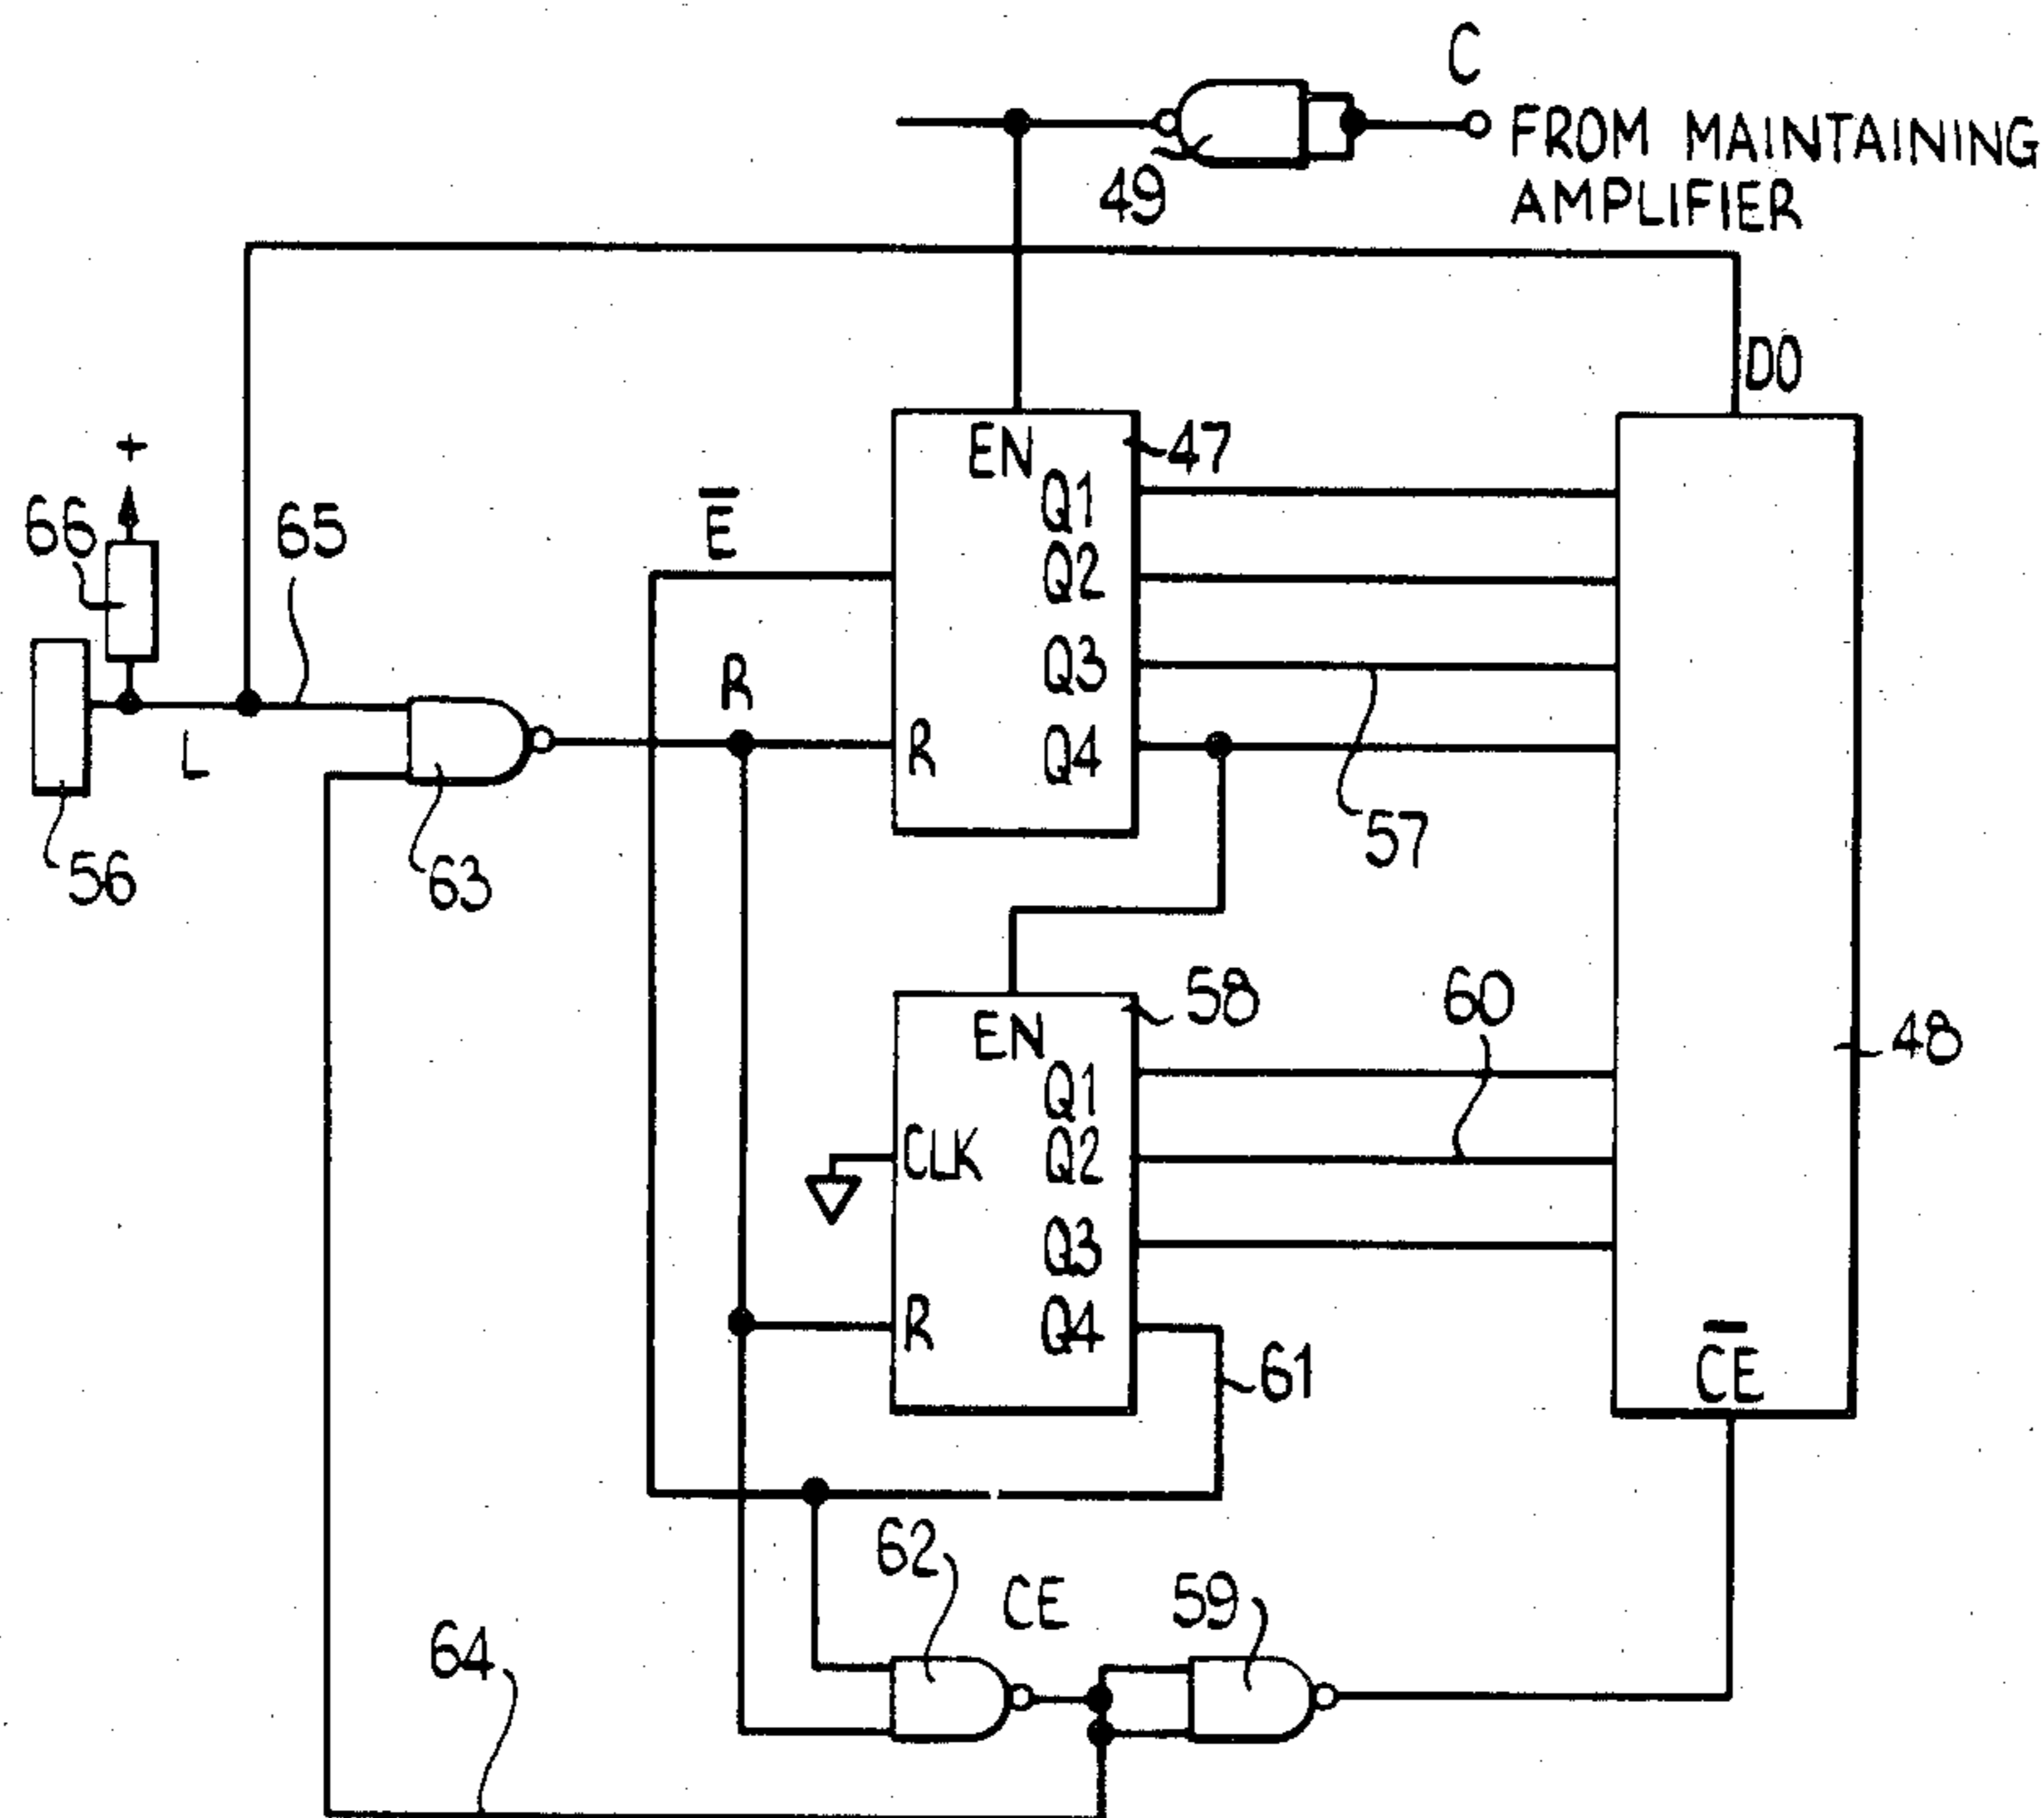 C
FROM MAINTAINING
AMPLIFIER
49
DO
EN
47
Q1
66
65
E̅
Q2
Q3
R
R
Q4
L
57
56
63
58
60
EN
48
Q1
CLK
Q2
Q3
R
Q4
61
C̅E̅
62
CE
59
64
+